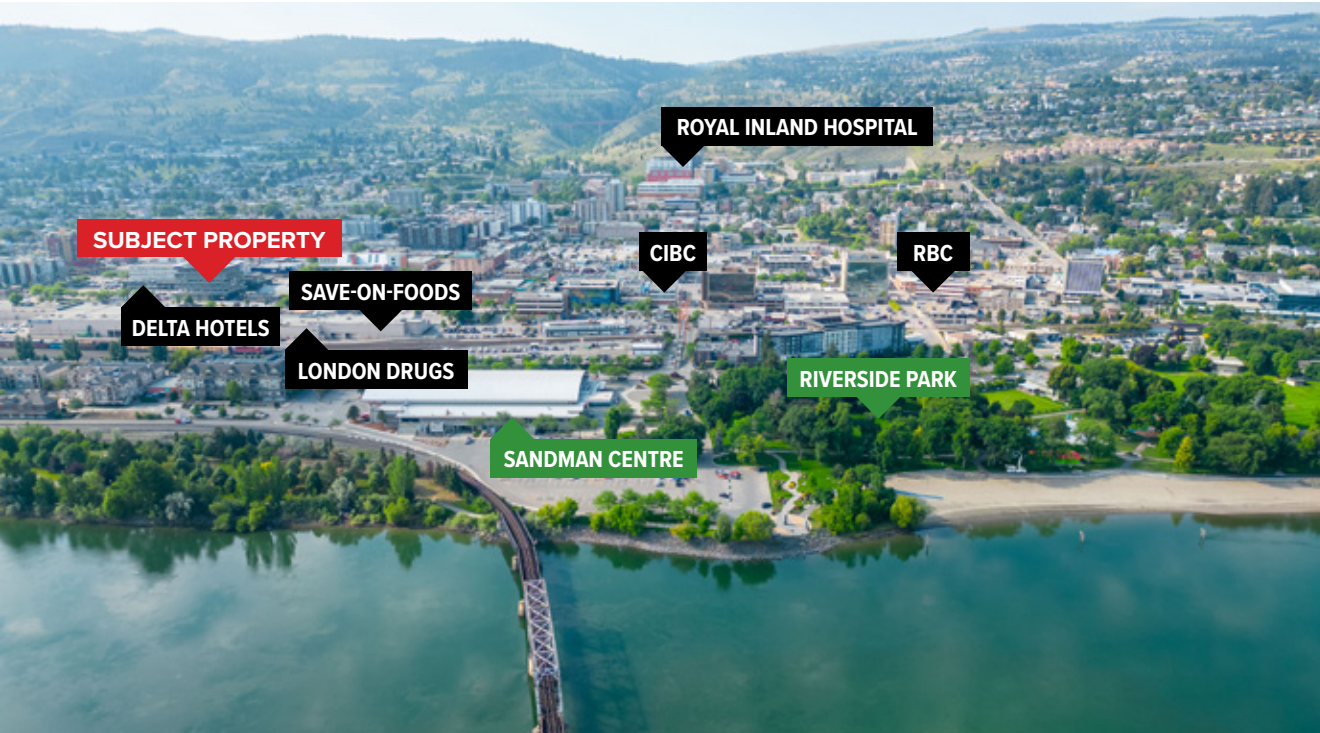 ROYAL INLAND HOSPITAL
SUBJECT PROPERTY
CIBC
RBC
SAVE-ON-FOODS
DELTA HOTELS
LONDON DRUGS
RIVERSIDE PARK
SANDMAN CENTRE